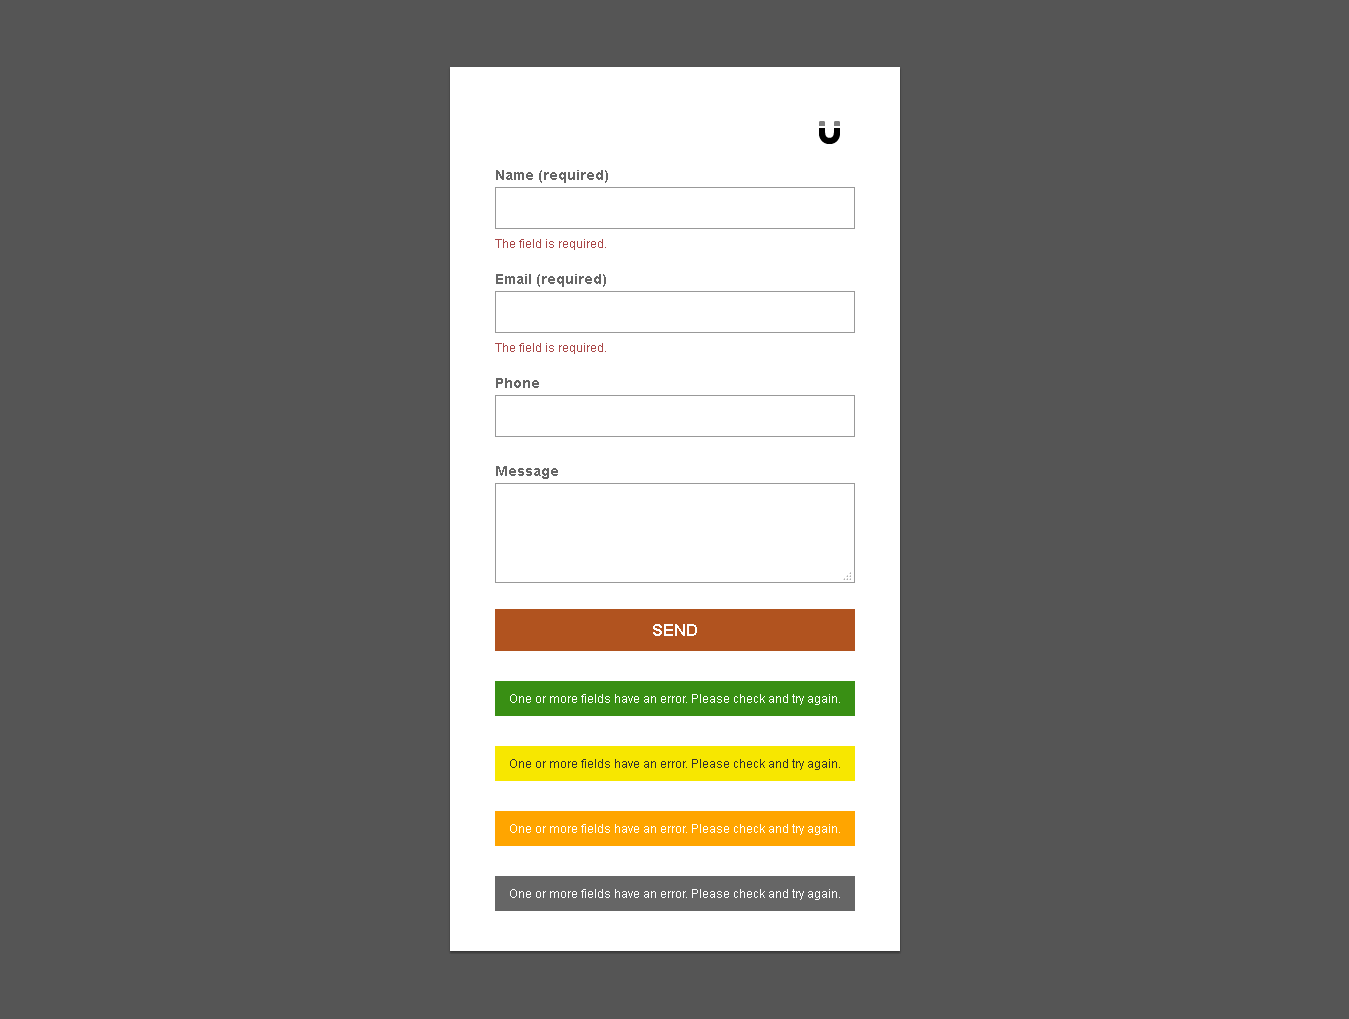 Name (required)
The field is required.
Email (required)
The field is required.
Phone
Message
SEND
One or more fields have an error. Please check and try again.
One or more fields have an error. Please check and try again.
One or more fields have an error. Please check and try again.
One or more fields have an error. Please check and try again.